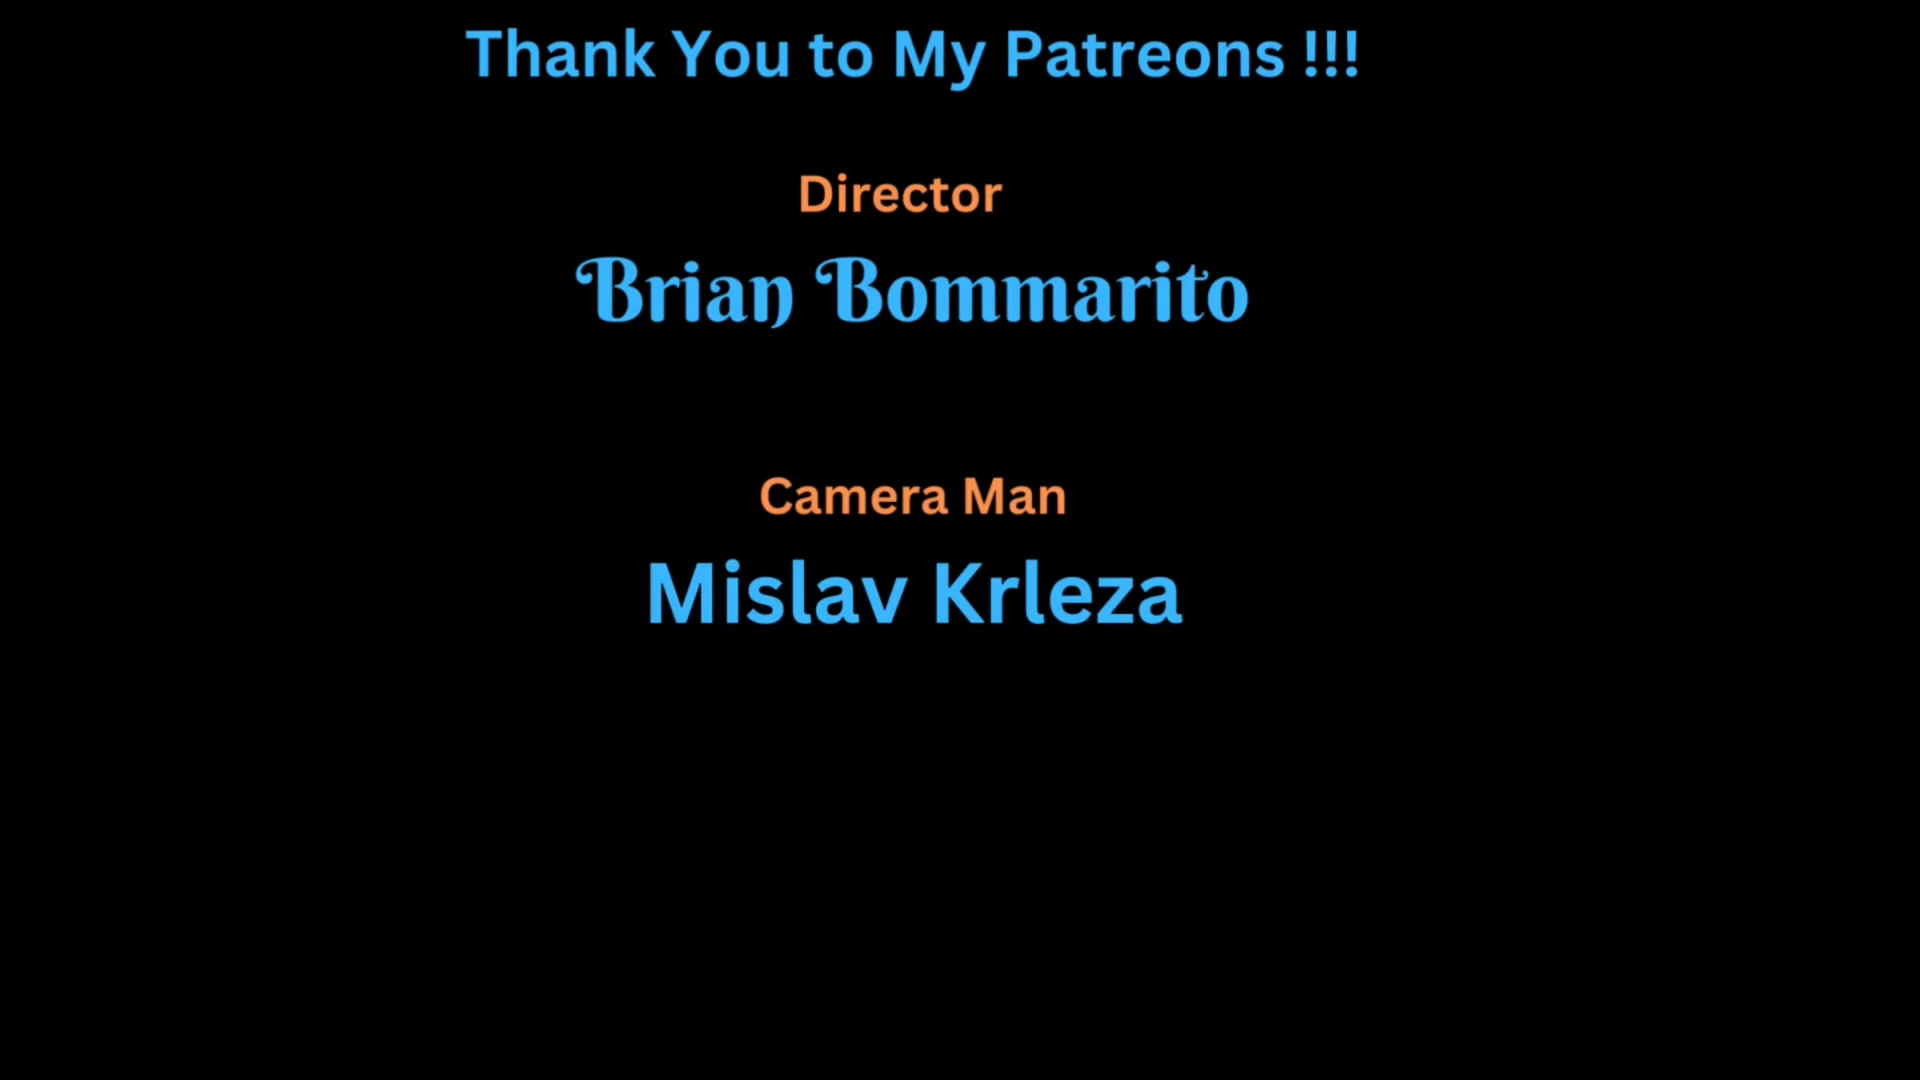 Thank You to My Patreons !!!
Director
Brian Bommarito
Camera Man
Mislav Krleza